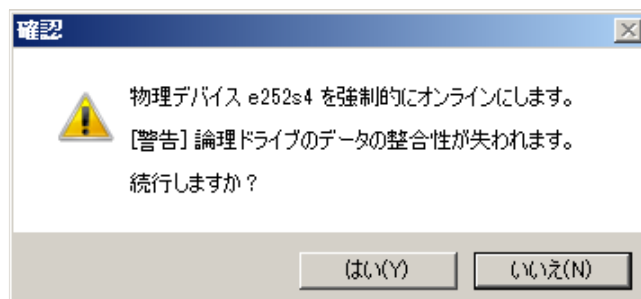 確認
物理デバイス e252s4 を強制的にオンラインにします。
[警告] 論理ドライブのデータの整合性が失われます。
続行しますか？
はい(Y)
いいえ(N)